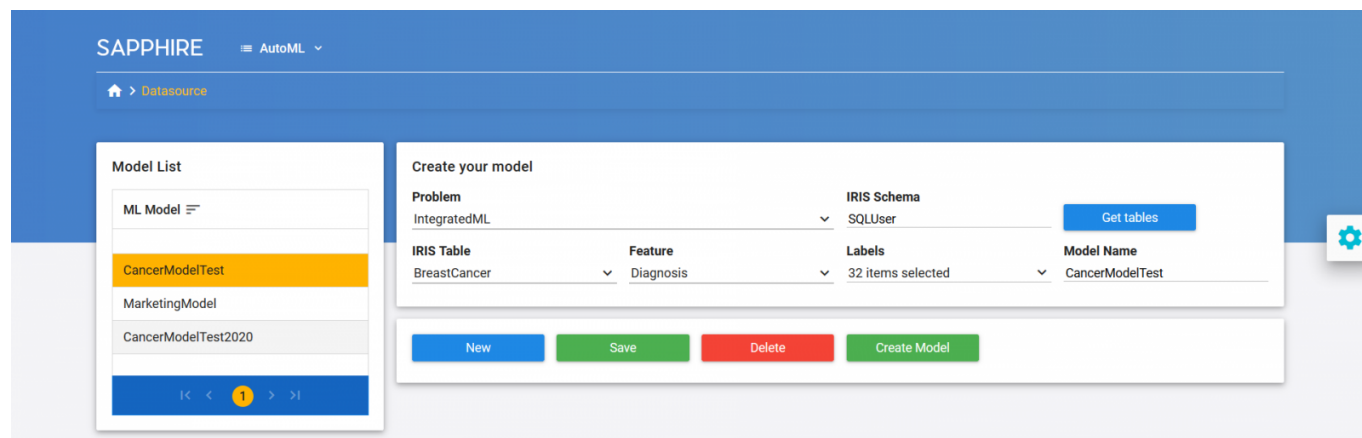 SAPPHIRE AutoML
Datasource
Model List
ML Model
CancerModelTest
MarketingModel
CancerModelTest2020
1
Create your model
Problem IRIS Schema
IntegratedML SQLUser Get tables
IRIS Table Feature Labels Model Name
BreastCancer Diagnosis 32 items selected CancerModelTest
New Save Delete Create Model